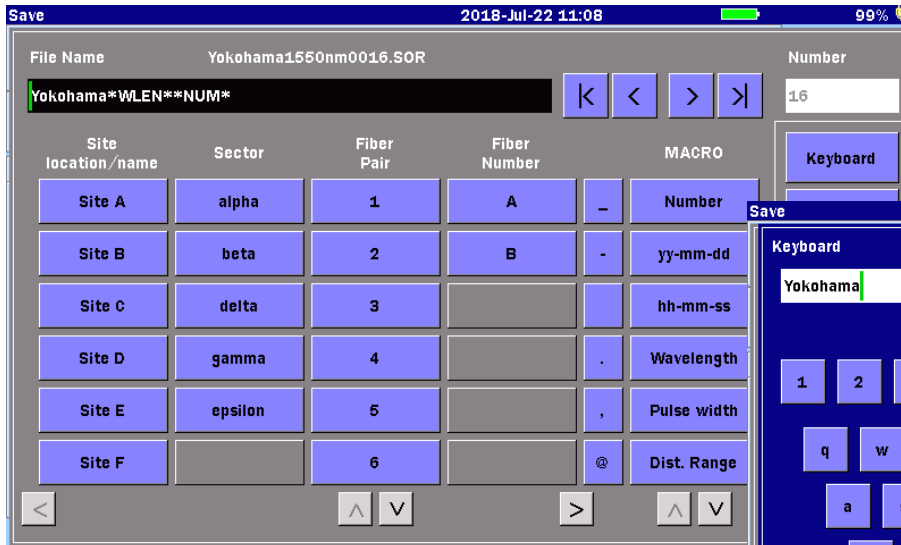 Save 2018-Jul-22 11:08 99%
File Name Yokohama1550nm0016.SOR Number
Yokohama*WLEN**NUM* |< < > >| 16
Site location/name Sector Fiber Pair Fiber Number MACRO Keyboard
Site A alpha 1 A _ Number
Save
Site B beta 2 B - yy-mm-dd
Keyboard
Yokohama
Site C delta 3 hh-mm-ss
Site D gamma 4 . Wavelength
1 2
Site E epsilon 5 , Pulse width
q w
Site F 6 @ Dist. Range
a
< ∧ ∨ > ∧ ∨